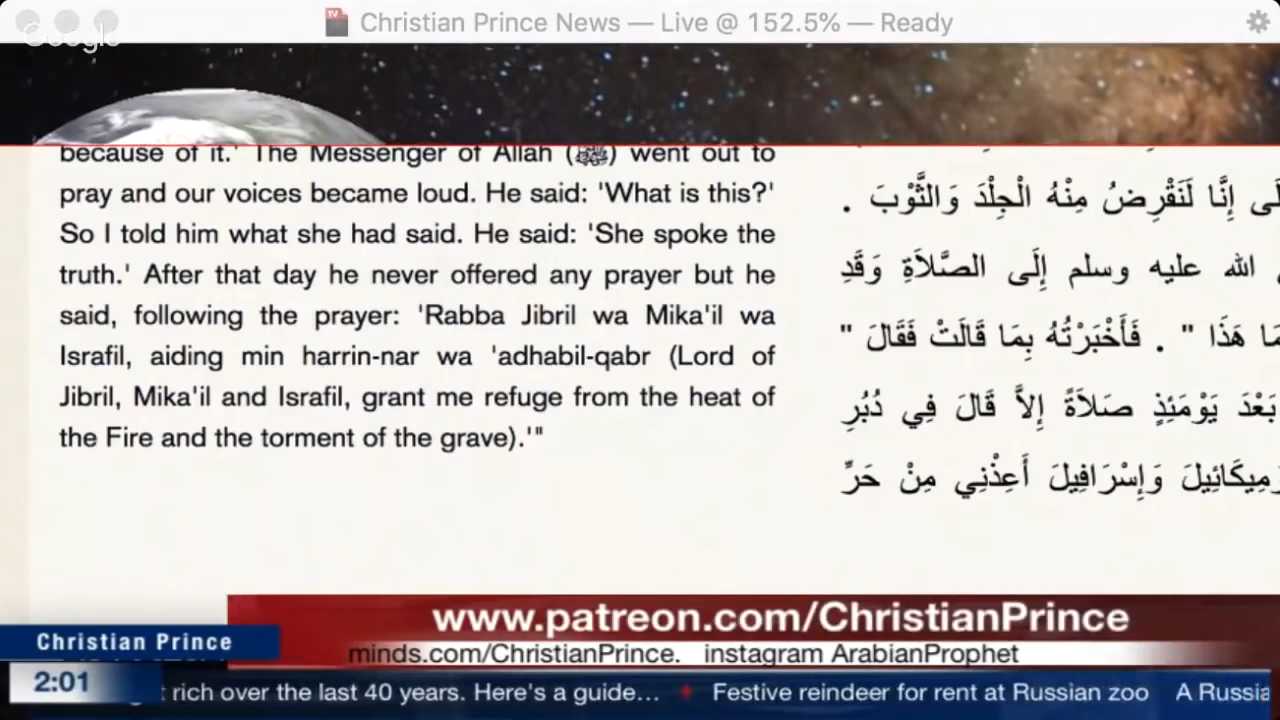 Christian Prince News — Live @ 152.5% — Ready
Google
because of it.' The Messenger of Allah (ﷺ) went out to
pray and our voices became loud. He said: 'What is this?'
So I told him what she had said. He said: 'She spoke the
truth.' After that day he never offered any prayer but he
said, following the prayer: 'Rabba Jibril wa Mika'il wa
Israfil, aiding min harrin-nar wa 'adhabil-qabr (Lord of
Jibril, Mika'il and Israfil, grant me refuge from the heat of
the Fire and the torment of the grave).'"
إِنَّا لَنَقْرِضُ مِنْهُ الْجِلْدَ وَالثَّوْبَ .
الله عليه وسلم إِلَى الصَّلاَةِ وَقَدِ
هَذَا " . فَأَخْبَرْتُهُ بِمَا قَالَتْ فَقَالَ "
بَعْدَ يَوْمَئِذٍ صَلاَةً إِلاَّ قَالَ فِي دُبُرِ
وَمِيكَائِيلَ وَإِسْرَافِيلَ أَعِذْنِي مِنْ حَرِّ
www.patreon.com/ChristianPrince
Christian Prince
minds.com/ChristianPrince. instagram ArabianProphet
2:01
rich over the last 40 years. Here's a guide... Festive reindeer for rent at Russian zoo A Russia